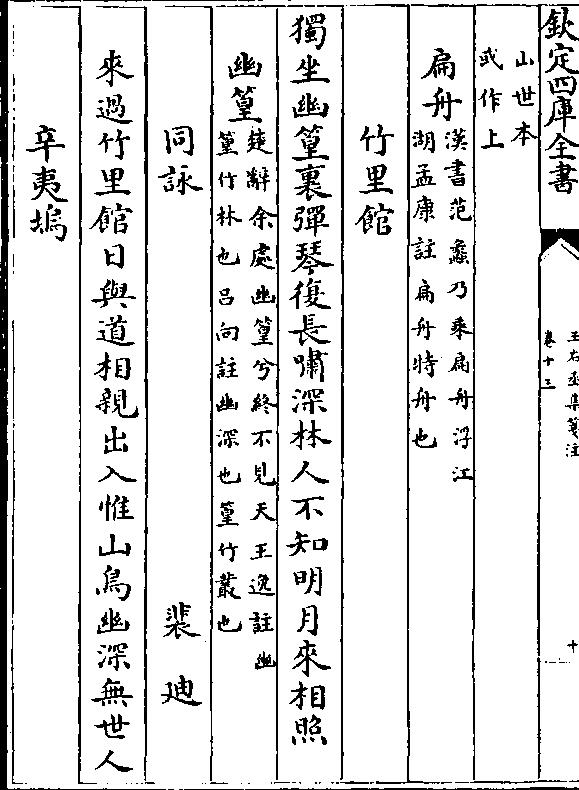 欽定四庫全書
王右丞集箋注
卷十三
十
山世本
或作上
扁舟漢書范蠡乃乘扁舟浮江
湖孟康註扁舟特舟也
竹里館
獨坐幽篁裏彈琴復長嘯深林人不知明月來相照
幽篁楚辭余處幽篁兮終不見天王逸註幽
篁竹林也呂向註幽深也篁竹叢也
同詠 裴迪
來過竹里館日與道相親出入惟山鳥幽深無世人
辛夷塢